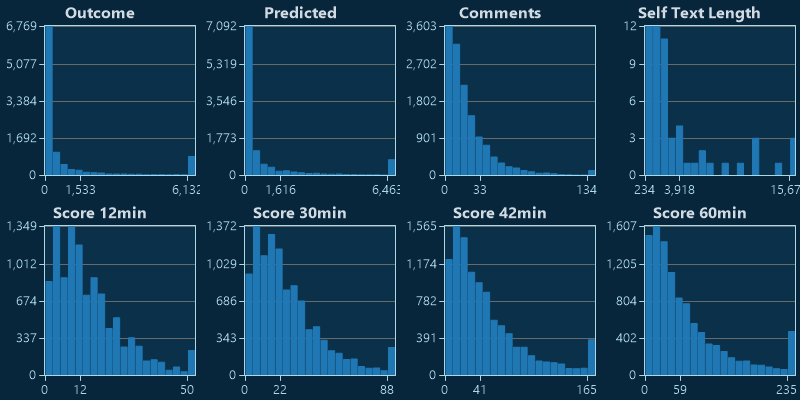 Outcome
6,769
5,077
3,384
1,692
0
0 1,533 6,132
Predicted
7,092
5,319
3,546
1,773
0
0 1,616 6,463
Comments
3,603
2,702
1,802
901
0
0 33 134
Self Text Length
12
9
6
3
0
234 3,918 15,67
Score 12min
1,349
1,012
674
337
0
0 12 50
Score 30min
1,372
1,029
686
343
0
0 22 88
Score 42min
1,565
1,174
782
391
0
0 41 165
Score 60min
1,607
1,205
804
402
0
0 59 235